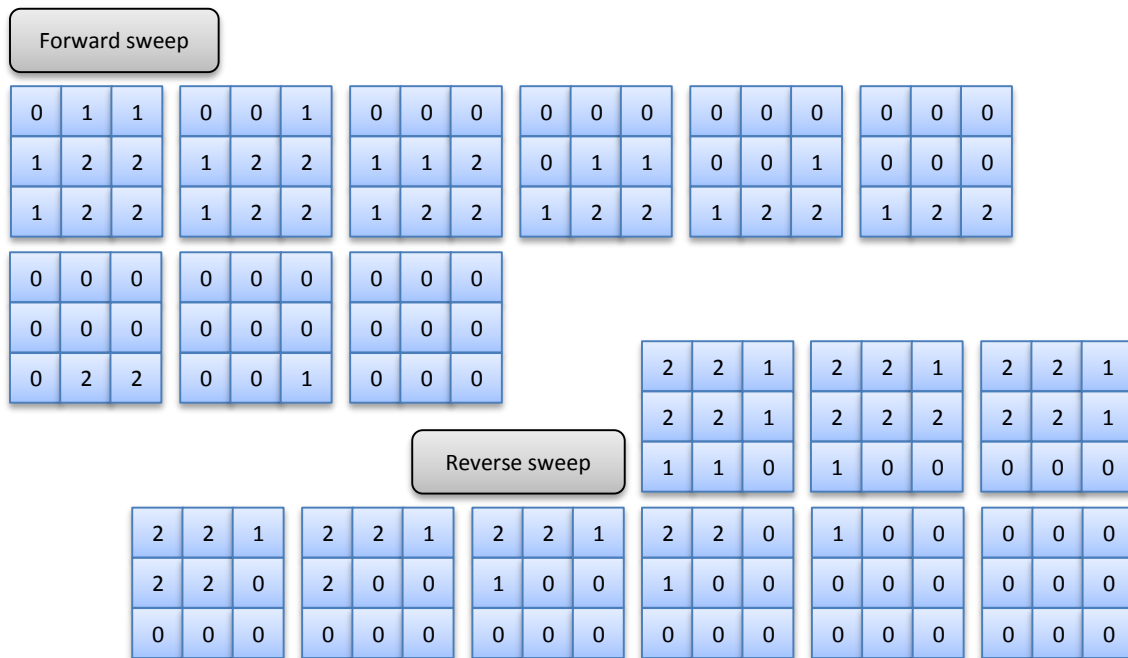 Forward sweep
0 1 1 0 0 1 0 0 0 0 0 0 0 0 0 0 0 0
1 2 2 1 2 2 1 1 2 0 1 1 0 0 1 0 0 0
1 2 2 1 2 2 1 2 2 1 2 2 1 2 2 1 2 2
0 0 0 0 0 0 0 0 0
0 0 0 0 0 0 0 0 0
0 2 2 0 0 1 0 0 0
2 2 1 2 2 1 2 2 1
2 2 1 2 2 2 2 2 1
Reverse sweep
1 1 0 1 0 0 0 0 0
2 2 1 2 2 1 2 2 1 2 2 0 1 0 0 0 0 0
2 2 0 2 0 0 1 0 0 1 0 0 0 0 0 0 0 0
0 0 0 0 0 0 0 0 0 0 0 0 0 0 0 0 0 0